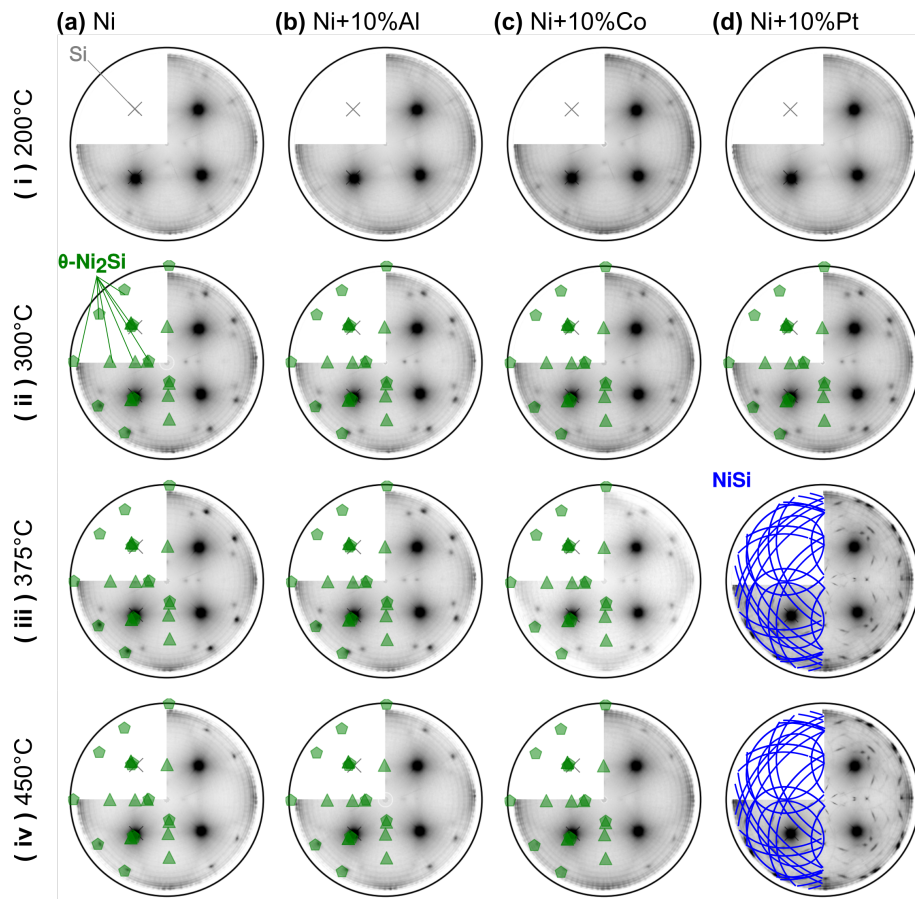 (a) Ni (b) Ni+10%Al (c) Ni+10%Co (d) Ni+10%Pt
Si
(i) 200°C
θ-Ni2Si
(ii) 300°C
NiSi
(iii) 375°C
(iv) 450°C